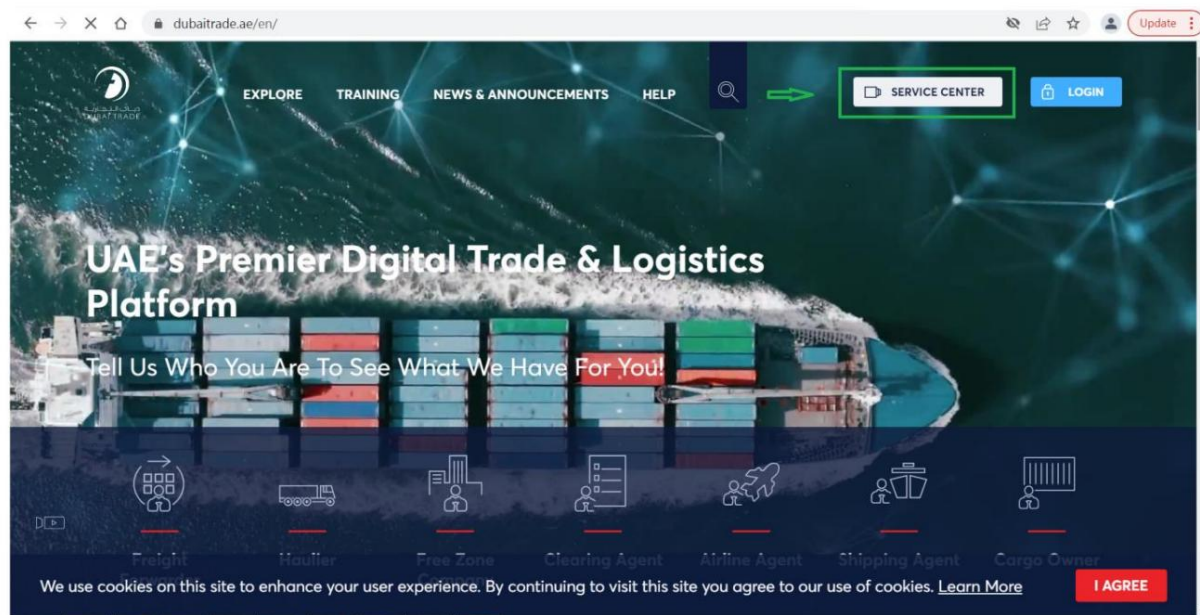 dubaitrade.ae/en/
Update
EXPLORE
TRAINING
NEWS & ANNOUNCEMENTS
HELP
SERVICE CENTER
LOGIN
DUBAI TRADE
UAE's Premier Digital Trade & Logistics
Platform
Tell Us Who You Are To See What We Have For You!
Freight
Haulier
Free Zone
Clearing Agent
Airline Agent
Shipping Agent
Cargo Owner
We use cookies on this site to enhance your user experience. By continuing to visit this site you agree to our use of cookies. Learn More
I AGREE